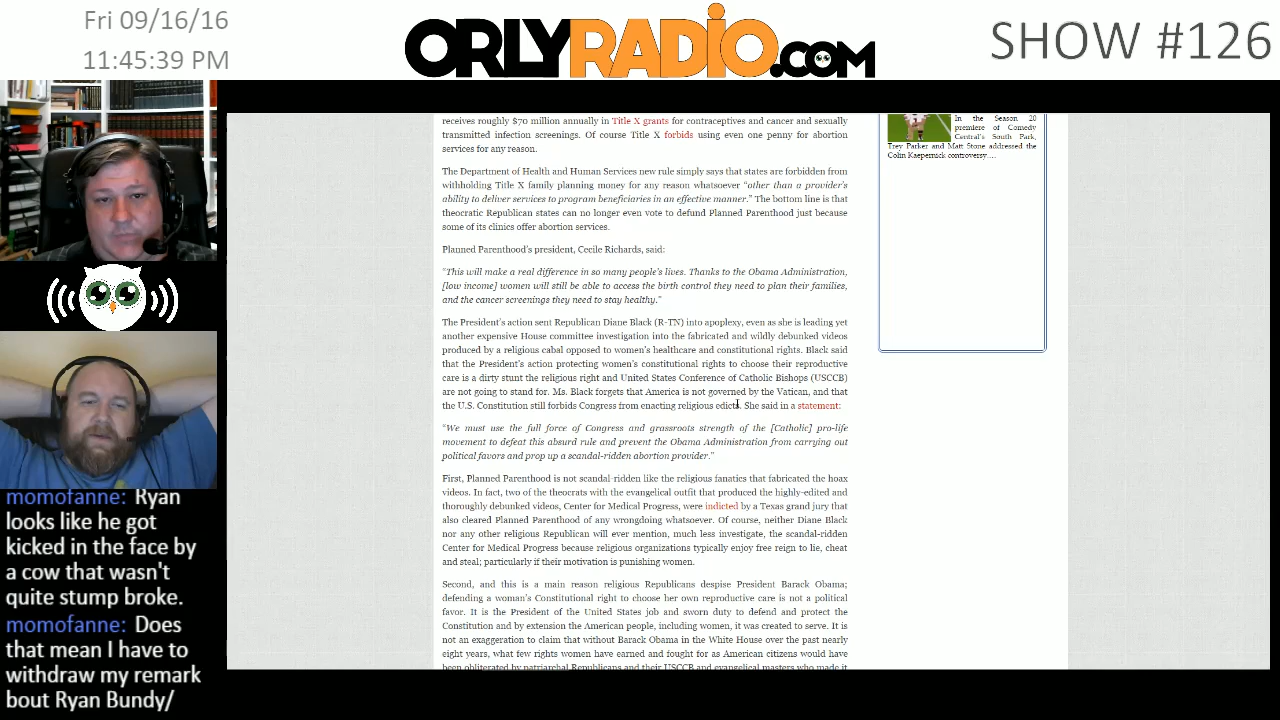 Fri 09/16/16
11:45:39 PM
ORLYRADIO.COM
SHOW #126
receives roughly $70 million annually in Title X grants for contraceptives and cancer and sexually
transmitted infection screenings. Of course Title X forbids using even one penny for abortion
services for any reason.
The Department of Health and Human Services new rule simply says that states are forbidden from
withholding Title X family planning money for any reason whatsoever “other than a provider's
ability to deliver services to program beneficiaries in an effective manner.” The bottom line is that
theocratic Republican states can no longer even vote to defund Planned Parenthood just because
some of its clinics offer abortion services.
Planned Parenthood's president, Cecile Richards, said:
“This will make a real difference in so many people's lives. Thanks to the Obama Administration,
[low income] women will still be able to access the birth control they need to plan their families,
and the cancer screenings they need to stay healthy.”
The President's action sent Republican Diane Black (R-TN) into apoplexy, even as she is leading yet
another expensive House committee investigation into the fabricated and wildly debunked videos
produced by a religious cabal opposed to women's healthcare and constitutional rights. Black said
that the President's action protecting women's constitutional rights to choose their reproductive
care is a dirty stunt the religious right and United States Conference of Catholic Bishops (USCCB)
are not going to stand for. Ms. Black forgets that America is not governed by the Vatican, and that
the U.S. Constitution still forbids Congress from enacting religious edicts. She said in a statement:
“We must use the full force of Congress and grassroots strength of the [Catholic] pro-life
movement to defeat this absurd rule and prevent the Obama Administration from carrying out
political favors and prop up a scandal-ridden abortion provider.”
First, Planned Parenthood is not scandal-ridden like the religious fanatics that fabricated the hoax
videos. In fact, two of the theocrats with the evangelical outfit that produced the highly-edited and
thoroughly debunked videos, Center for Medical Progress, were indicted by a Texas grand jury that
also cleared Planned Parenthood of any wrongdoing whatsoever. Of course, neither Diane Black
nor any other religious Republican will ever mention, much less investigate, the scandal-ridden
Center for Medical Progress because religious organizations typically enjoy free reign to lie, cheat
and steal; particularly if their motivation is punishing women.
Second, and this is a main reason religious Republicans despise President Barack Obama;
defending a woman's Constitutional right to choose her own reproductive care is not a political
favor. It is the President of the United States job and sworn duty to defend and protect the
Constitution and by extension the American people, including women, it was created to serve. It is
not an exaggeration to claim that without Barack Obama in the White House over the past nearly
eight years, what few rights women have earned and fought for as American citizens would have
been obliterated by patriarchal Republicans and their USCCB and evangelical masters who made it
In the Season 20
premiere of Comedy
Central's South Park,
Trey Parker and Matt Stone addressed the
Colin Kaepernick controversy….
momofanne: Ryan
looks like he got
kicked in the face by
a cow that wasn't
quite stump broke.
momofanne: Does
that mean I have to
withdraw my remark
bout Ryan Bundy/